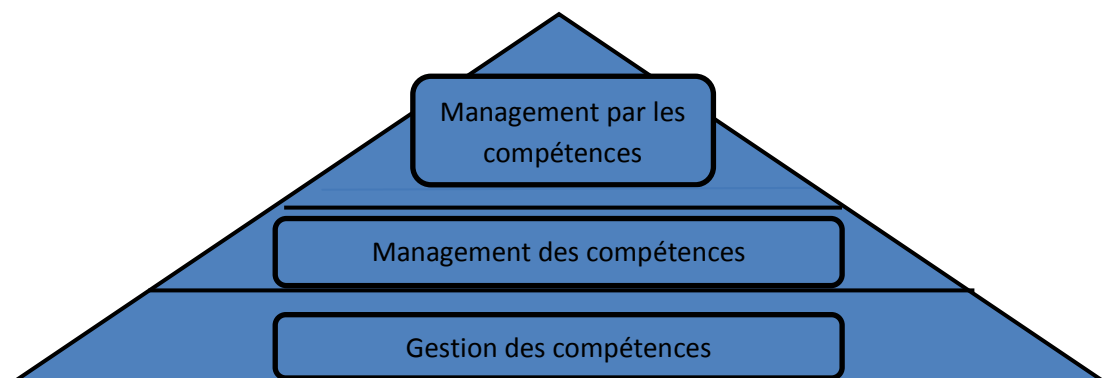 Management par les
compétences
Management des compétences
Gestion des compétences